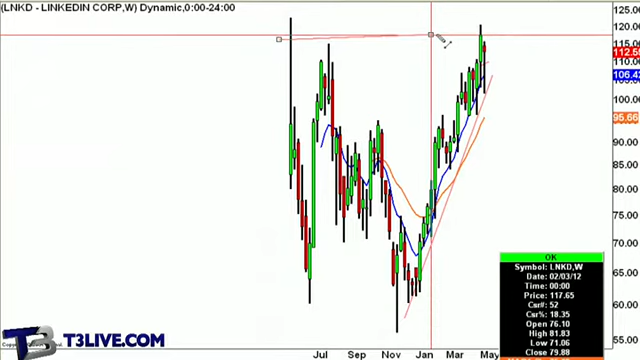 (LNKD - LINKEDIN CORP,W) Dynamic,0:00-24:00
125.00
120.00
115.00
112.55
110.00
106.42
100.00
95.66
90.00
85.00
80.00
75.00
70.00
65.00
60.00
55.00
OK
Symbol: LNKD,W
Date: 02/03/12
Time: 00:00
Price: 117.65
Csr#: 52
Csr%: 18.35
Open 76.10
High 81.83
Low 71.06
Close 79.88
Jul Sep Nov Jan Mar May
T3 T3LIVE.COM